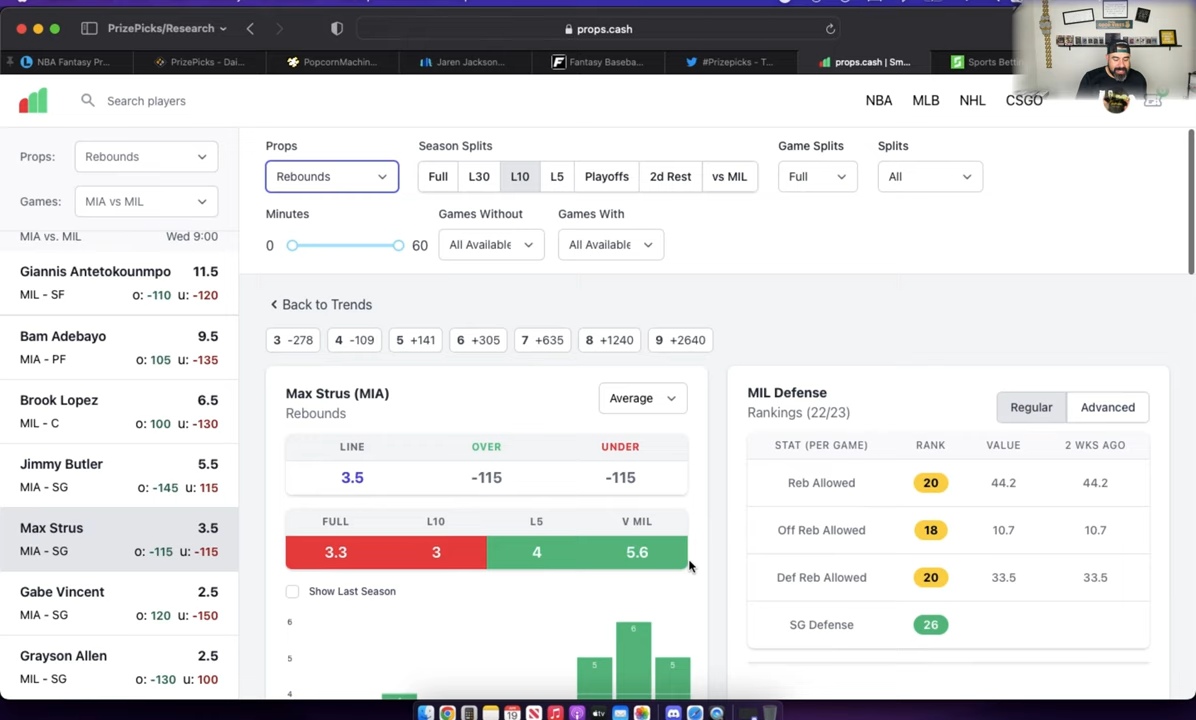 PrizePicks/Research
props.cash
NBA Fantasy Pr...
PrizePicks - Dai...
PopcornMachin...
Jaren Jackson...
Fantasy Baseba...
#Prizepicks - T...
props.cash | Sm...
Sports Bettin
Search players
NBA MLB NHL CSGO
Props: Rebounds
Games: MIA vs MIL
MIA vs. MIL Wed 9:00
Giannis Antetokounmpo 11.5
MIL - SF o: -110 u: -120
Bam Adebayo 9.5
MIA - PF o: 105 u: -135
Brook Lopez 6.5
MIL - C o: 100 u: -130
Jimmy Butler 5.5
MIA - SG o: -145 u: 115
Max Strus 3.5
MIA - SG o: -115 u: -115
Gabe Vincent 2.5
MIA - SG o: 120 u: -150
Grayson Allen 2.5
MIL - SG o: -130 u: 100
Props Season Splits Game Splits Splits
Rebounds Full L30 L10 L5 Playoffs 2d Rest vs MIL Full All
Minutes Games Without Games With
0 60 All Available All Available
Back to Trends
3 -278 4 -109 5 +141 6 +305 7 +635 8 +1240 9 +2640
Max Strus (MIA) Average
Rebounds
LINE OVER UNDER
3.5 -115 -115
FULL L10 L5 V MIL
3.3 3 4 5.6
Show Last Season
6
5
4
5 6 5
MIL Defense
Rankings (22/23)
Regular Advanced
STAT (PER GAME) RANK VALUE 2 WKS AGO
Reb Allowed 20 44.2 44.2
Off Reb Allowed 18 10.7 10.7
Def Reb Allowed 20 33.5 33.5
SG Defense 26
19